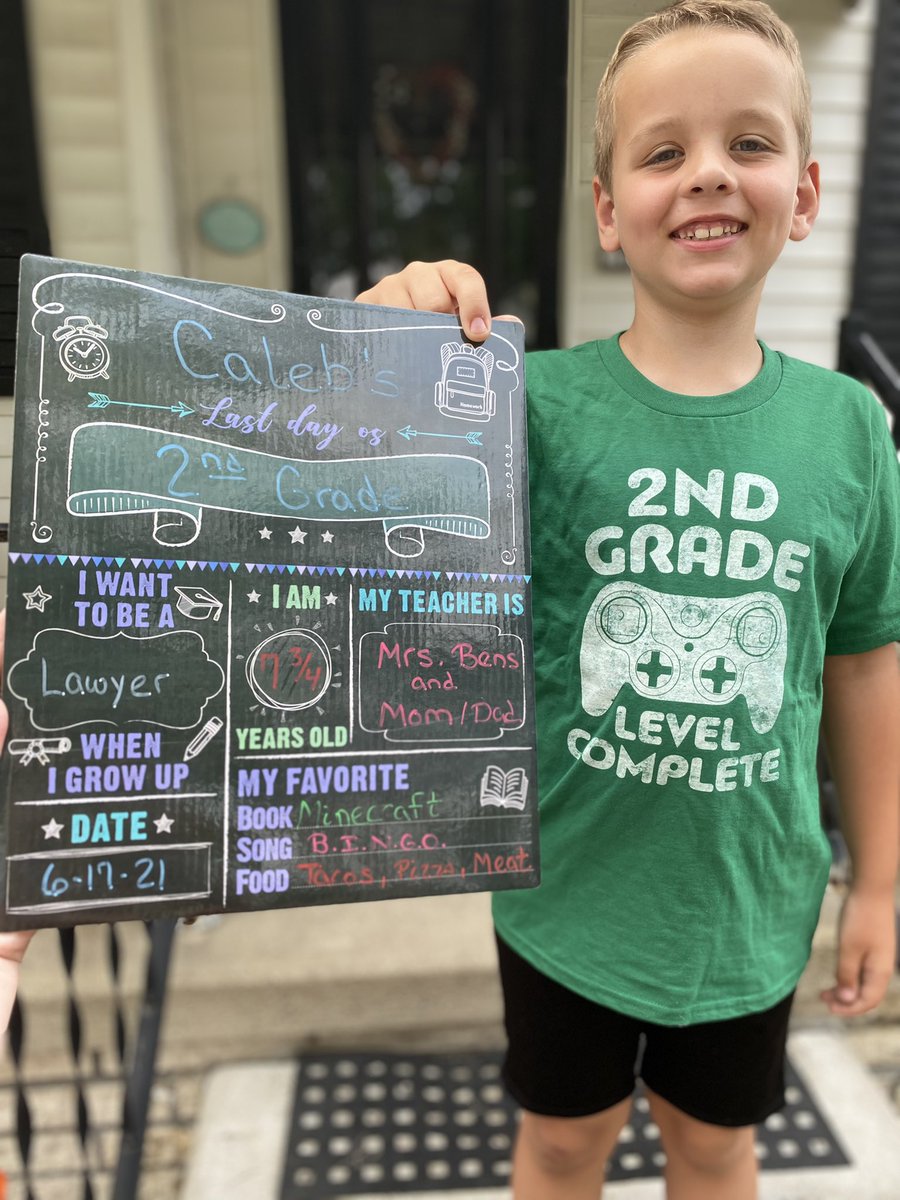 Caleb's
Last day os
2nd Grade
I WANT
TO BE A
Lawyer
WHEN
I GROW UP
DATE
6-17-21
I AM
7 3/4
YEARS OLD
MY TEACHER IS
Mrs. Bens
and
Mom/Dad
MY FAVORITE
BOOK Minecraft
SONG B.I.N.G.O.
FOOD Tacos, Pizza, Meat
Homework
2ND
GRADE
LEVEL
COMPLETE